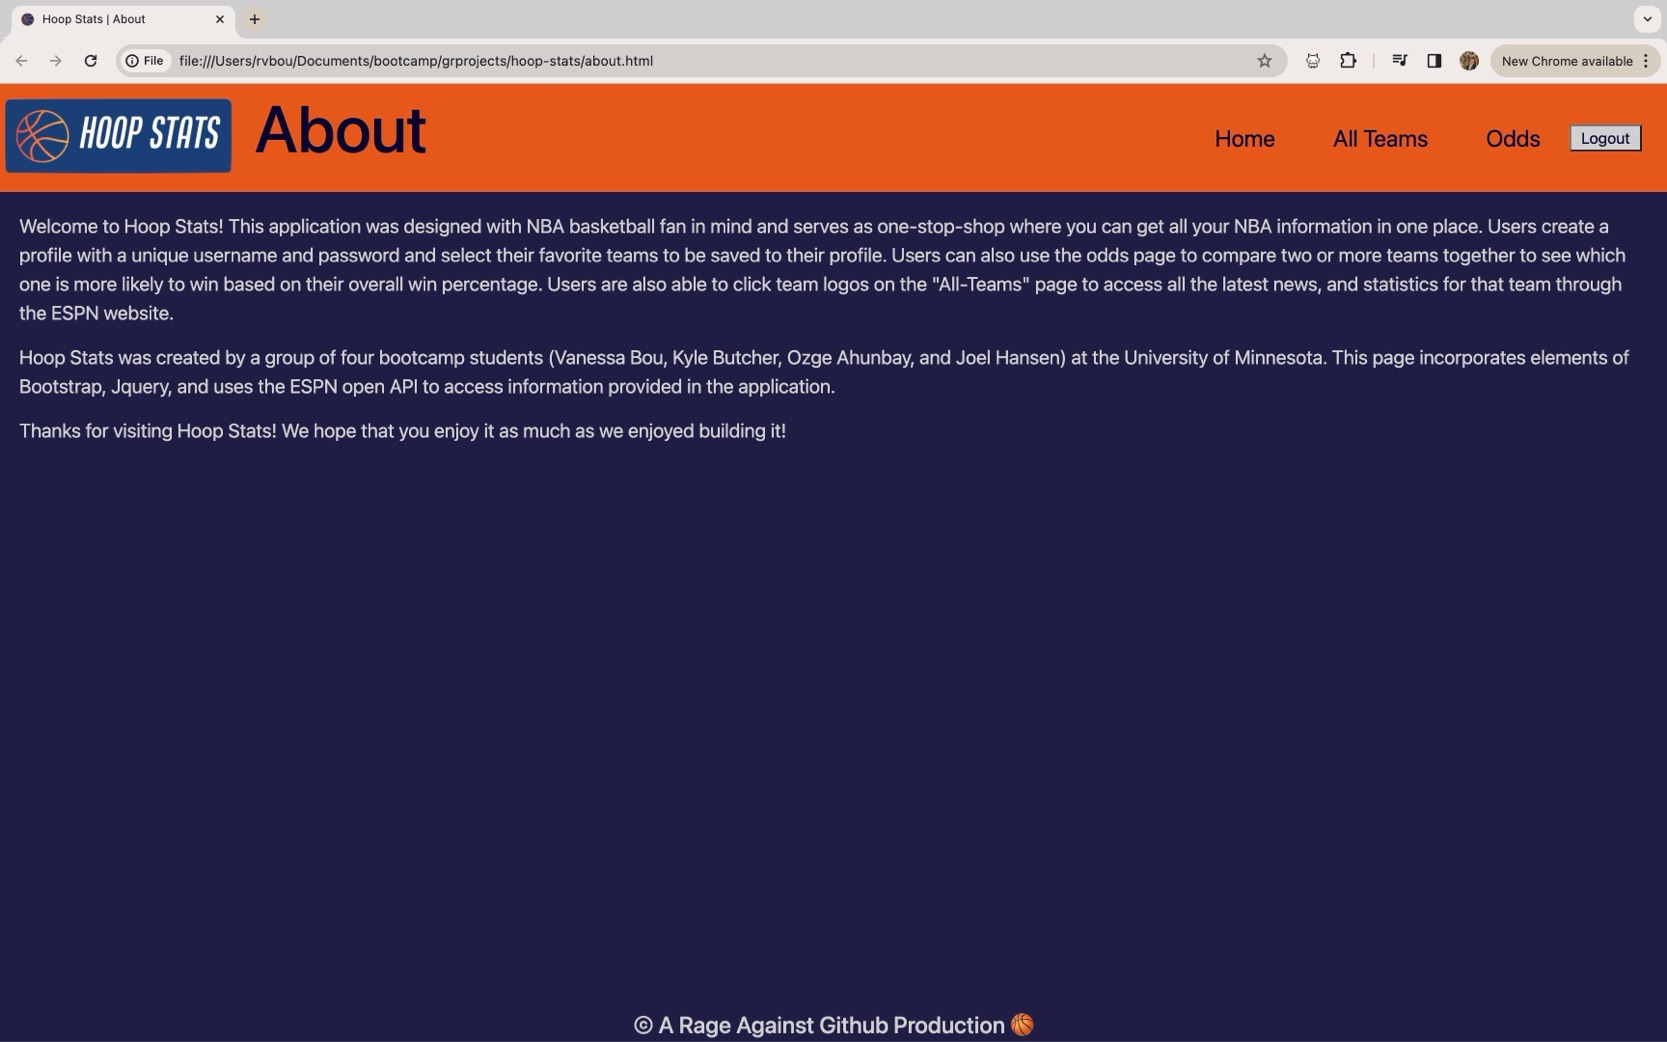 Hoop Stats | About
File
file:///Users/rvbou/Documents/bootcamp/grprojects/hoop-stats/about.html
New Chrome available
HOOP STATS
About
Home
All Teams
Odds
Logout
Welcome to Hoop Stats! This application was designed with NBA basketball fan in mind and serves as one-stop-shop where you can get all your NBA information in one place. Users create a
profile with a unique username and password and select their favorite teams to be saved to their profile. Users can also use the odds page to compare two or more teams together to see which
one is more likely to win based on their overall win percentage. Users are also able to click team logos on the "All-Teams" page to access all the latest news, and statistics for that team through
the ESPN website.
Hoop Stats was created by a group of four bootcamp students (Vanessa Bou, Kyle Butcher, Ozge Ahunbay, and Joel Hansen) at the University of Minnesota. This page incorporates elements of
Bootstrap, Jquery, and uses the ESPN open API to access information provided in the application.
Thanks for visiting Hoop Stats! We hope that you enjoy it as much as we enjoyed building it!
© A Rage Against Github Production 🏀